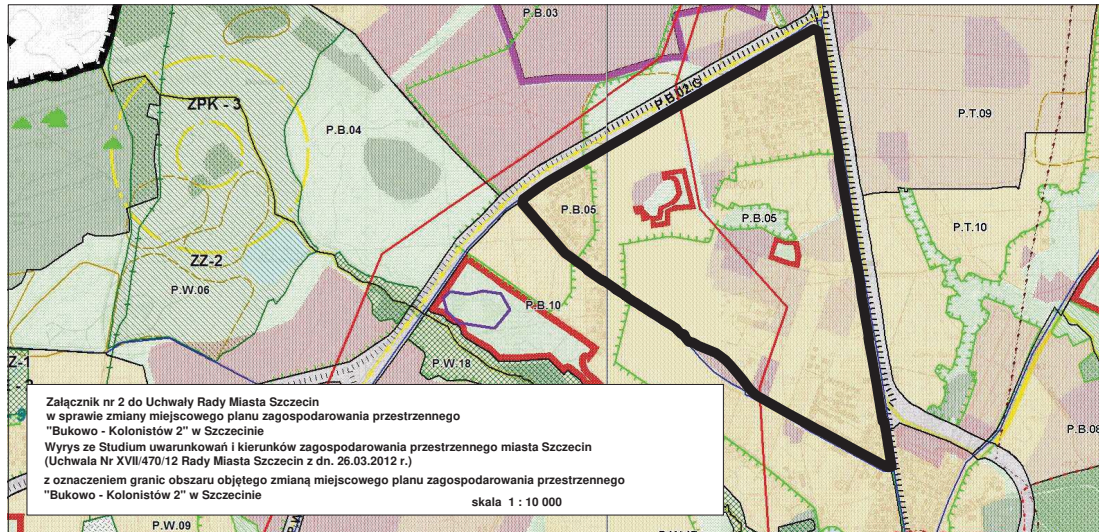 P.B.03
P.B.02.G
ZPK - 3
P.B.04
P.T.09
P.B.05
P.B.05
P.T.10
ZZ-2
P.W.06
P.B.10
Z-1
P.W.18
P.B.08
Załącznik nr 2 do Uchwały Rady Miasta Szczecin
w sprawie zmiany miejscowego planu zagospodarowania przestrzennego
"Bukowo - Kolonistów 2" w Szczecinie
Wyrys ze Studium uwarunkowań i kierunków zagospodarowania przestrzennego miasta Szczecin
(Uchwała Nr XVII/470/12 Rady Miasta Szczecin z dn. 26.03.2012 r.)
z oznaczeniem granic obszaru objętego zmianą miejscowego planu zagospodarowania przestrzennego
"Bukowo - Kolonistów 2" w Szczecinie
skala 1 : 10 000
P.W.09